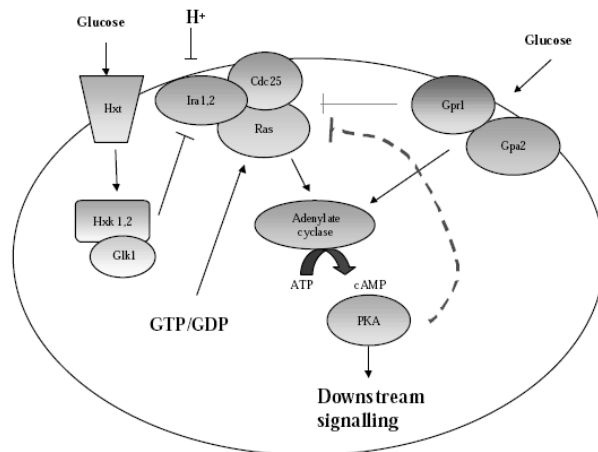 Glucose
H+
Glucose
Hxt
Ira1,2
Cdc25
Ras
Gpr1
Gpa2
Hxk 1,2
Glk1
Adenylate
cyclase
ATP
cAMP
GTP/GDP
PKA
Downstream
signalling